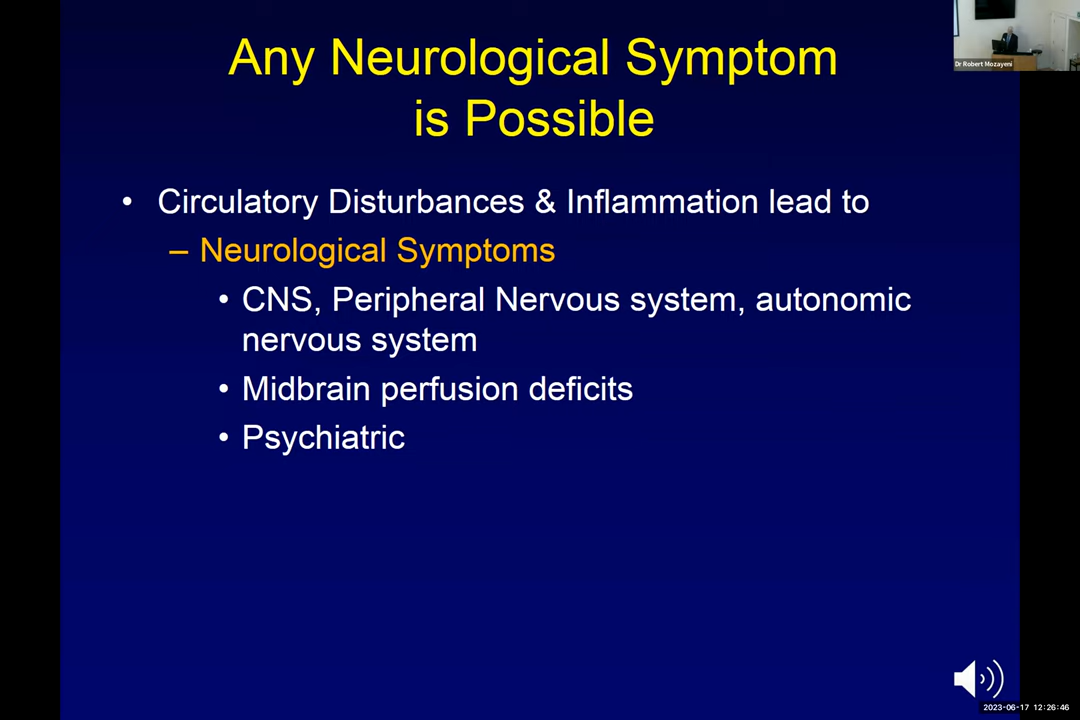 Any Neurological Symptom
is Possible
Dr Robert Mozayeni
• Circulatory Disturbances & Inflammation lead to
– Neurological Symptoms
• CNS, Peripheral Nervous system, autonomic
nervous system
• Midbrain perfusion deficits
• Psychiatric
2023-06-17 12:26:46